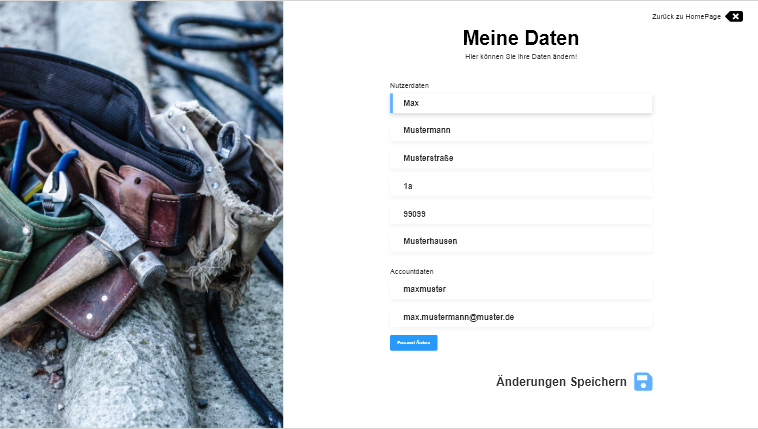 Zurück zu HomePage
Meine Daten
Hier können Sie Ihre Daten ändern!
Nutzerdaten
Max
Mustermann
Musterstraße
1a
99099
Musterhausen
Accountdaten
maxmuster
max.mustermann@muster.de
Passwort Ändern
Änderungen Speichern